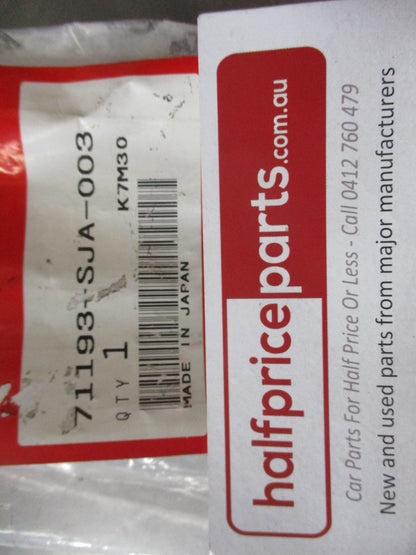 71193-SJA-003
K7M30
QTY 1
MADE IN JAPAN
halfpriceparts.com.au
Car Parts For Half Price Or Less - Call 0412 760 479
New and used parts from major manufacturers